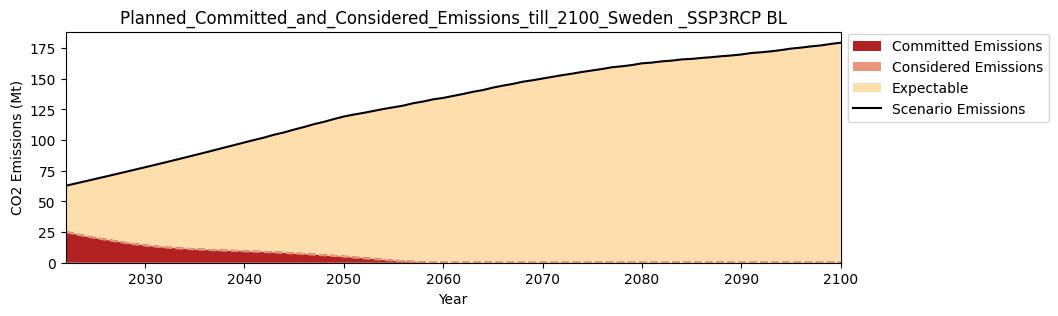 Planned_Committed_and_Considered_Emissions_till_2100_Sweden _SSP3RCP BL
CO2 Emissions (Mt)
175
150
125
100
75
50
25
0
2030 2040 2050 2060 2070 2080 2090 2100
Year
Committed Emissions
Considered Emissions
Expectable
Scenario Emissions